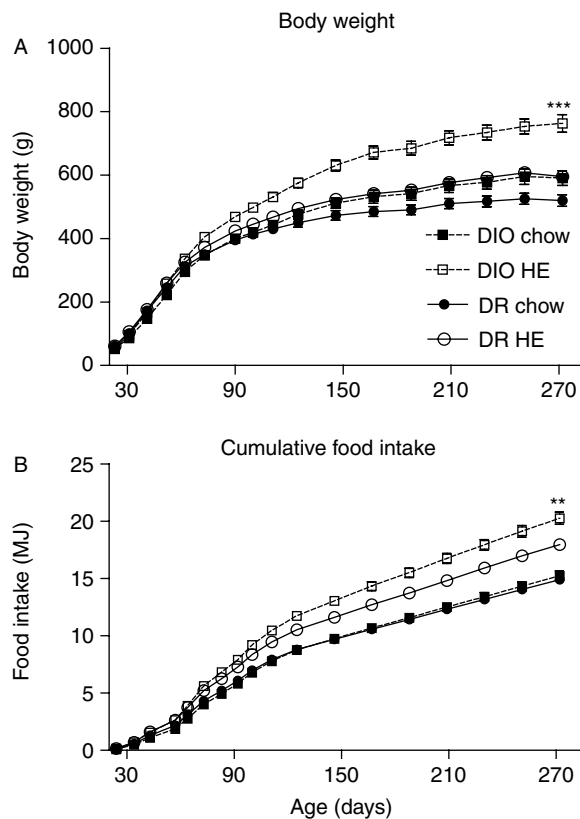 Body weight
A
1000
800
600
400
200
0
Body weight (g)
***
DIO chow
DIO HE
DR chow
DR HE
30 90 150 210 270
Cumulative food intake
B
25
20
15
10
5
0
Food intake (MJ)
**
30 90 150 210 270
Age (days)